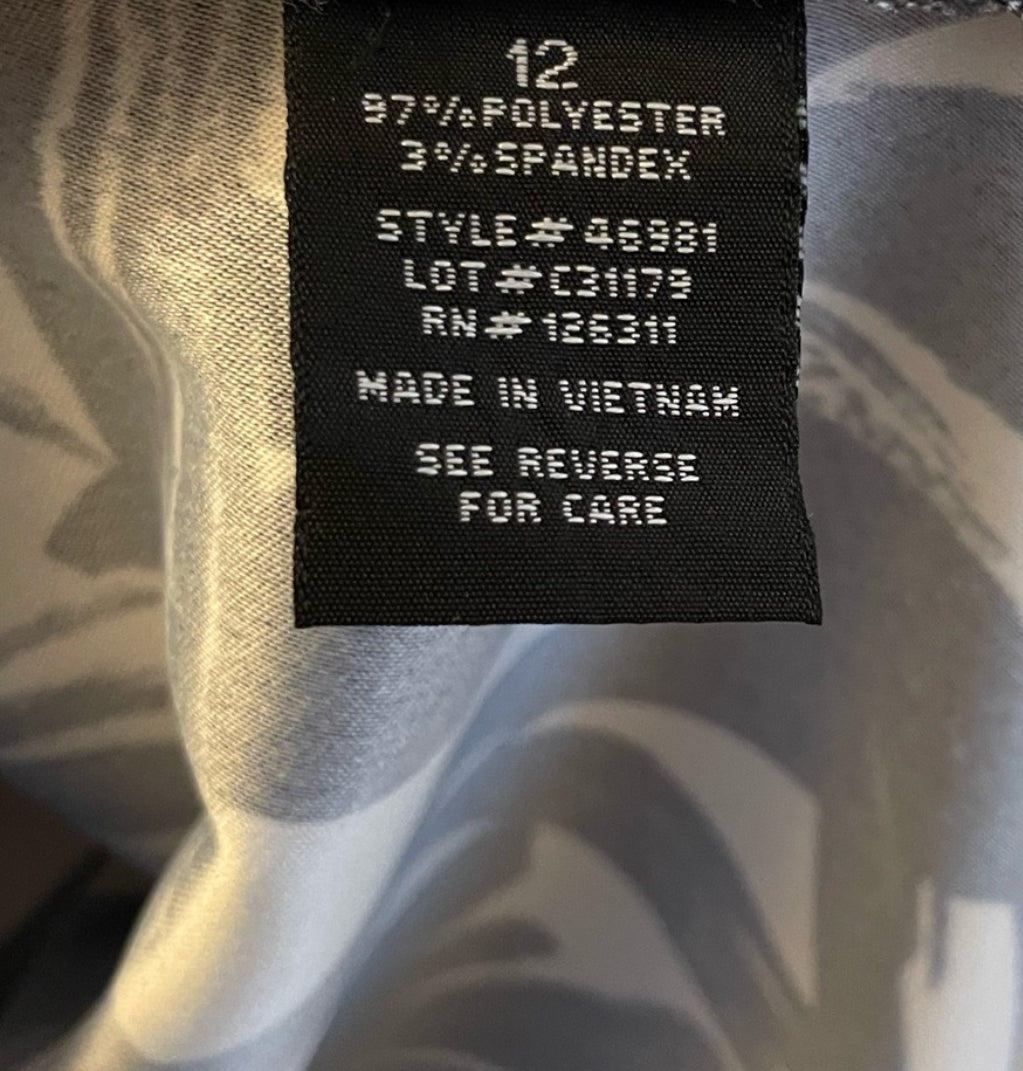 12
97%POLYESTER
3%SPANDEX
STYLE#46981
LOT#C31179
RN#126311
MADE IN VIETNAM
SEE REVERSE
FOR CARE